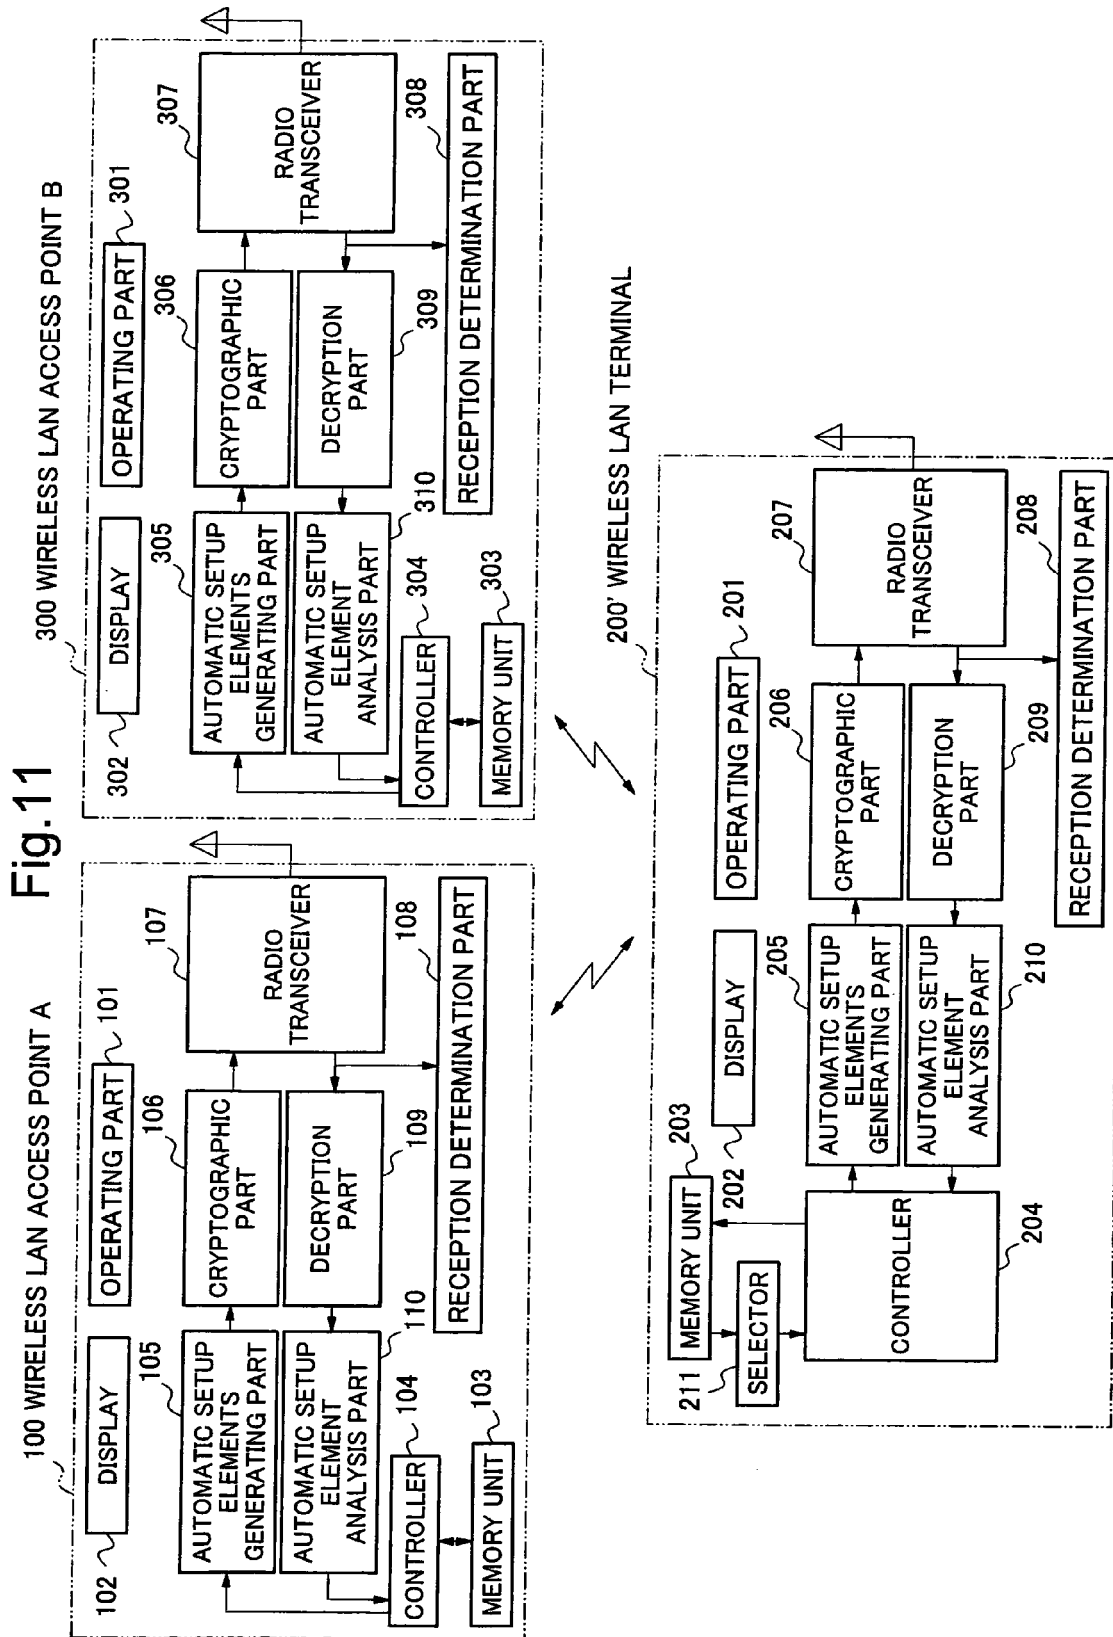 Fig.11
100 WIRELESS LAN ACCESS POINT A
102
DISPLAY
OPERATING PART
101
105
AUTOMATIC SETUP
ELEMENTS
GENERATING PART
106
CRYPTOGRAPHIC
PART
107
RADIO
TRANSCEIVER
AUTOMATIC SETUP
ELEMENT
ANALYSIS PART
110
DECRYPTION
PART
109
108
RECEPTION DETERMINATION PART
CONTROLLER
104
MEMORY UNIT
103
300 WIRELESS LAN ACCESS POINT B
302
DISPLAY
OPERATING PART
301
305
AUTOMATIC SETUP
ELEMENTS
GENERATING PART
306
CRYPTOGRAPHIC
PART
307
RADIO
TRANSCEIVER
AUTOMATIC SETUP
ELEMENT
ANALYSIS PART
310
DECRYPTION
PART
309
308
RECEPTION DETERMINATION PART
CONTROLLER
304
MEMORY UNIT
303
200' WIRELESS LAN TERMINAL
MEMORY UNIT
203
211
SELECTOR
CONTROLLER
204
202
DISPLAY
OPERATING PART
201
205
AUTOMATIC SETUP
ELEMENTS
GENERATING PART
206
CRYPTOGRAPHIC
PART
207
RADIO
TRANSCEIVER
AUTOMATIC SETUP
ELEMENT
ANALYSIS PART
210
DECRYPTION
PART
209
208
RECEPTION DETERMINATION PART